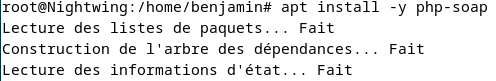 root@Nightwing:/home/benjamin# apt install -y php-soap
Lecture des listes de paquets... Fait
Construction de l'arbre des dépendances... Fait
Lecture des informations d'état... Fait